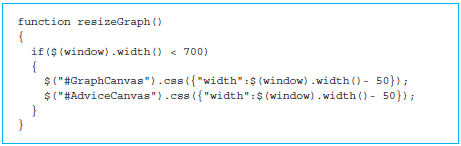 function resizeGraph()
{
if($(window).width() < 700)
{
$("#GraphCanvas").css({"width":$(window).width()- 50});
$("#AdviceCanvas").css({"width":$(window).width()- 50});
}
}